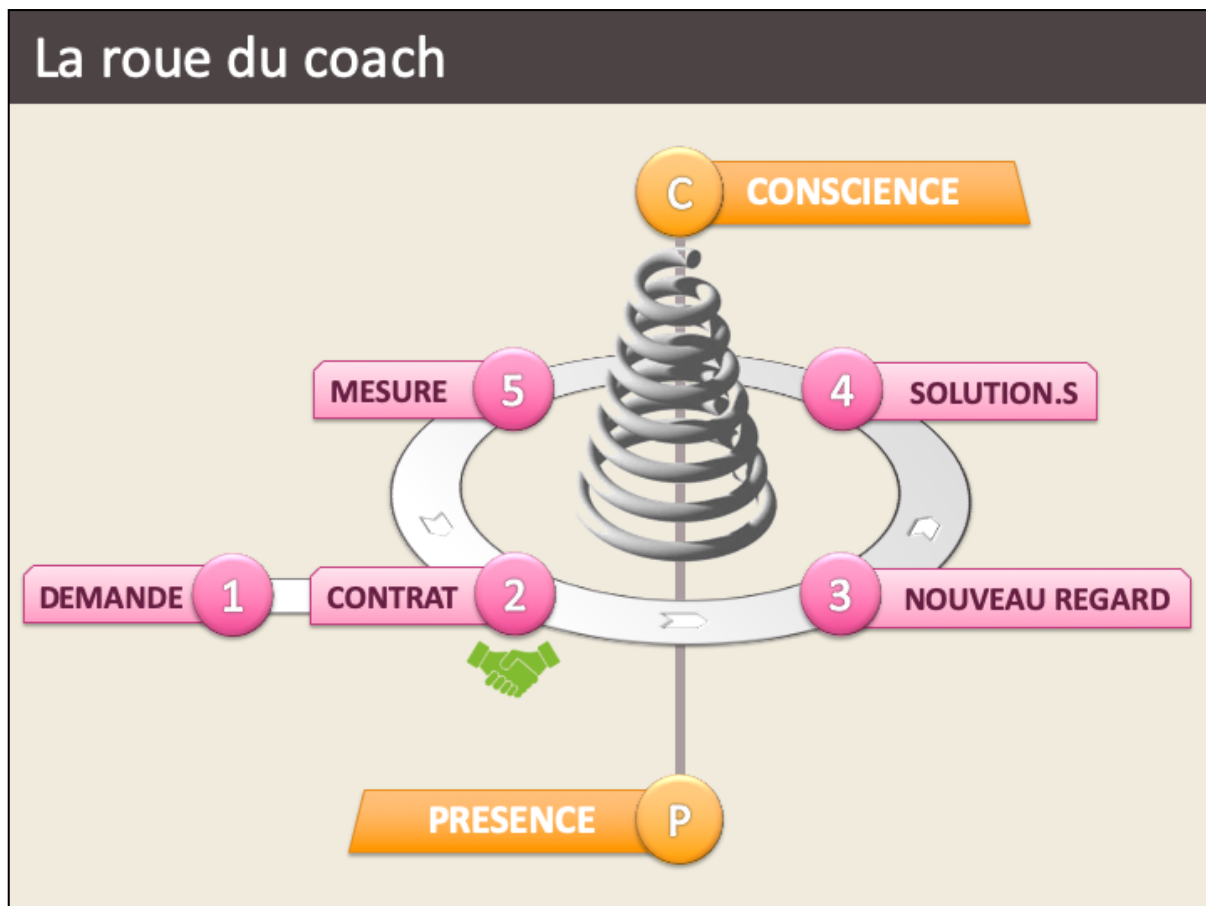 La roue du coach
C CONSCIENCE
MESURE 5
4 SOLUTION.S
DEMANDE 1
CONTRAT 2
3 NOUVEAU REGARD
PRESENCE P